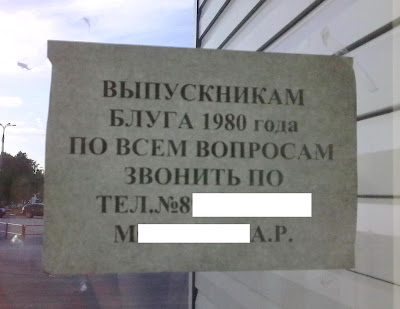 ВЫПУСКНИКАМ
БЛУГА 1980 года
ПО ВСЕМ ВОПРОСАМ
ЗВОНИТЬ ПО
ТЕЛ.№8
М А.Р.